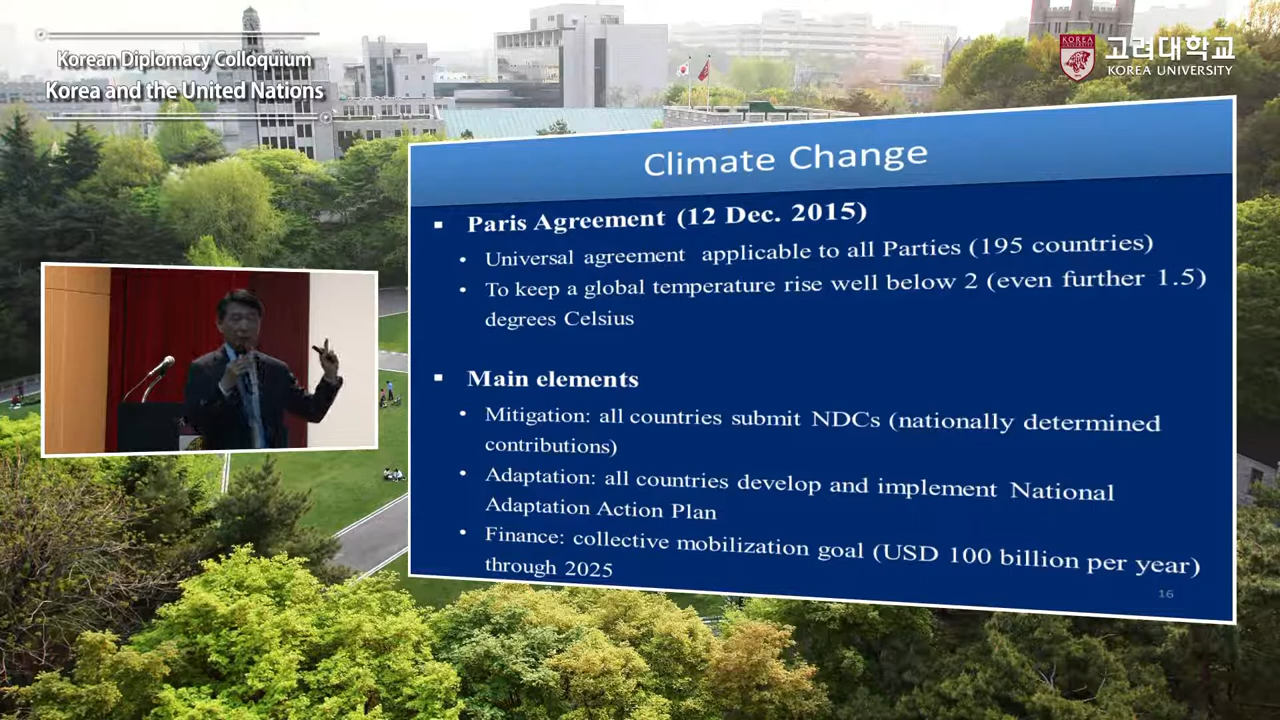 Korean Diplomacy Colloquium
Korea and the United Nations
KOREA
고려대학교
KOREA UNIVERSITY
Climate Change
▪ Paris Agreement (12 Dec. 2015)
• Universal agreement applicable to all Parties (195 countries)
• To keep a global temperature rise well below 2 (even further 1.5)
degrees Celsius
▪ Main elements
• Mitigation: all countries submit NDCs (nationally determined
contributions)
• Adaptation: all countries develop and implement National
Adaptation Action Plan
• Finance: collective mobilization goal (USD 100 billion per year)
through 2025
16